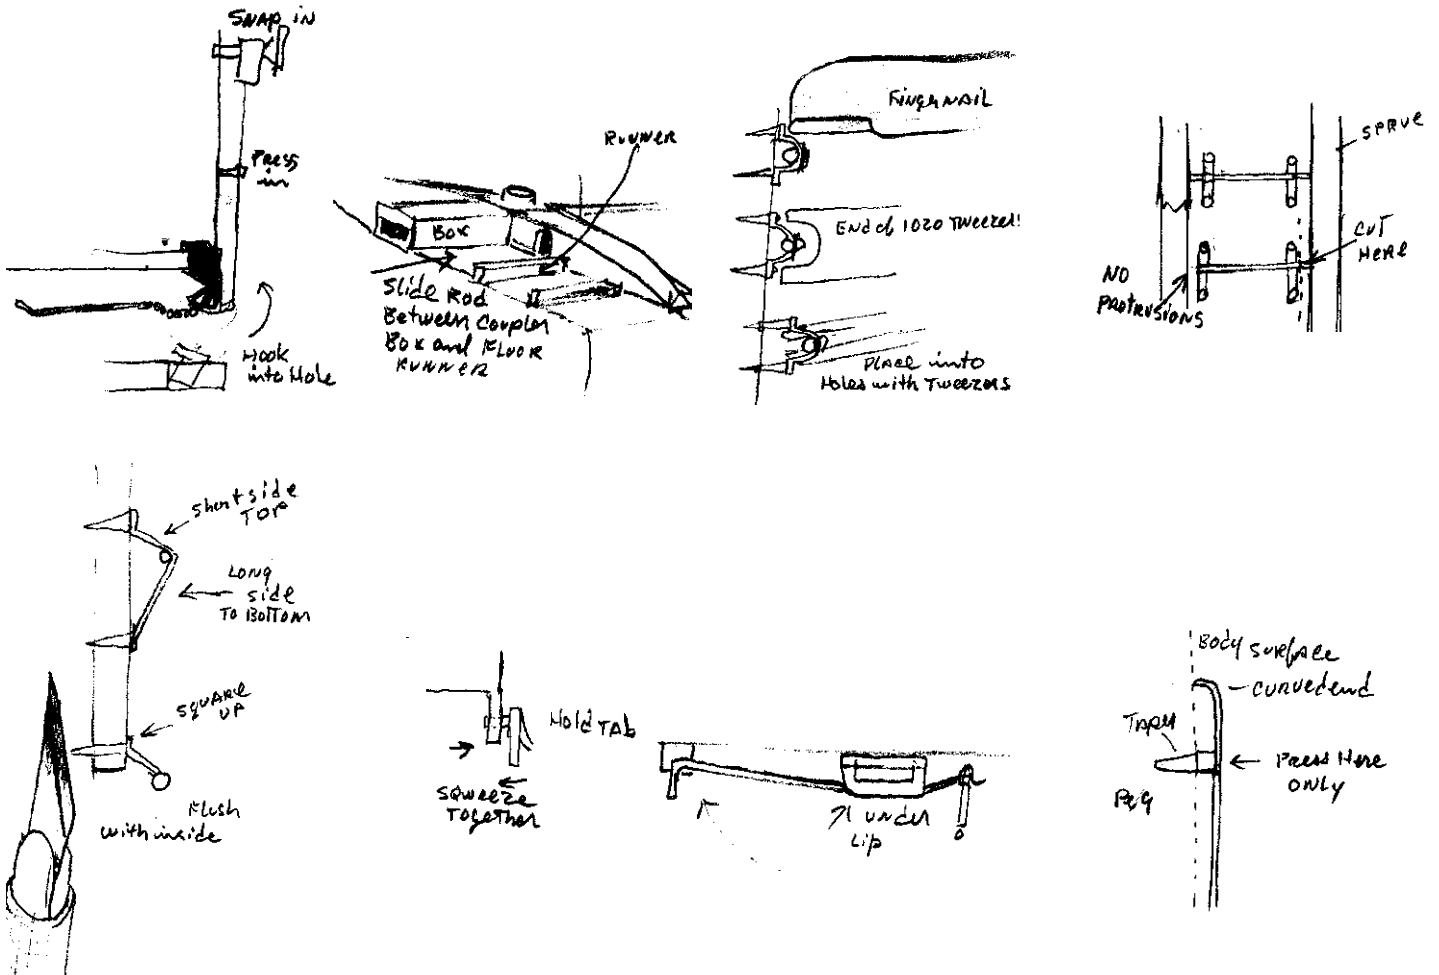 SNAP in
Press
in
Hook
into Hole
RUNNER
Box
Slide Rod
Between Coupler
Box and Floor
RUNNER
FingerNAIL
End of 1020 Tweezer!
PLACE into
Holes with Tweezers
SPRUE
CUT
HERE
NO
PROTRUSIONS
Short side
TOP
Long
side
To BoTTom
SQUARE
UP
Flush
with inside
Hold TAB
SQUEEZE
TOgETHER
UNDER
Lip
Body SURFACE
CURVED END
TAPER
Peg
Press Here
ONLY